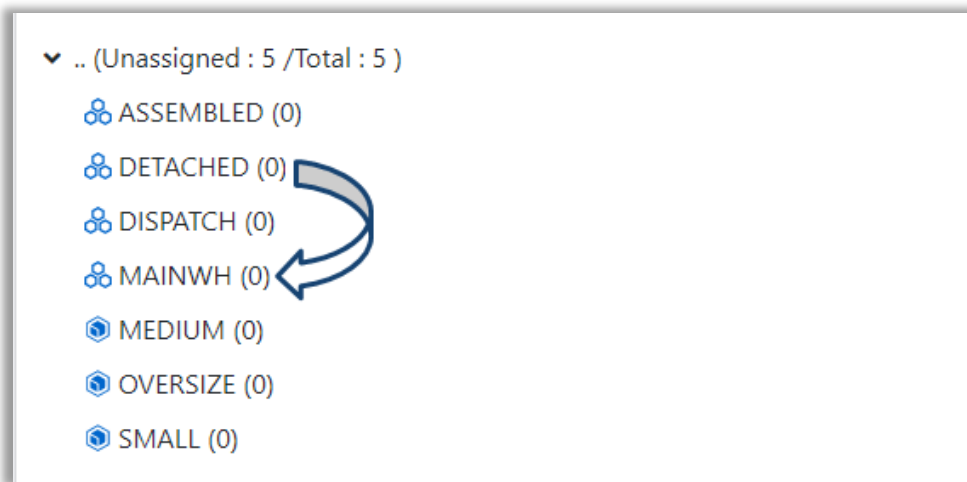 .. (Unassigned : 5 /Total : 5 )
ASSEMBLED (0)
DETACHED (0)
DISPATCH (0)
MAINWH (0)
MEDIUM (0)
OVERSIZE (0)
SMALL (0)